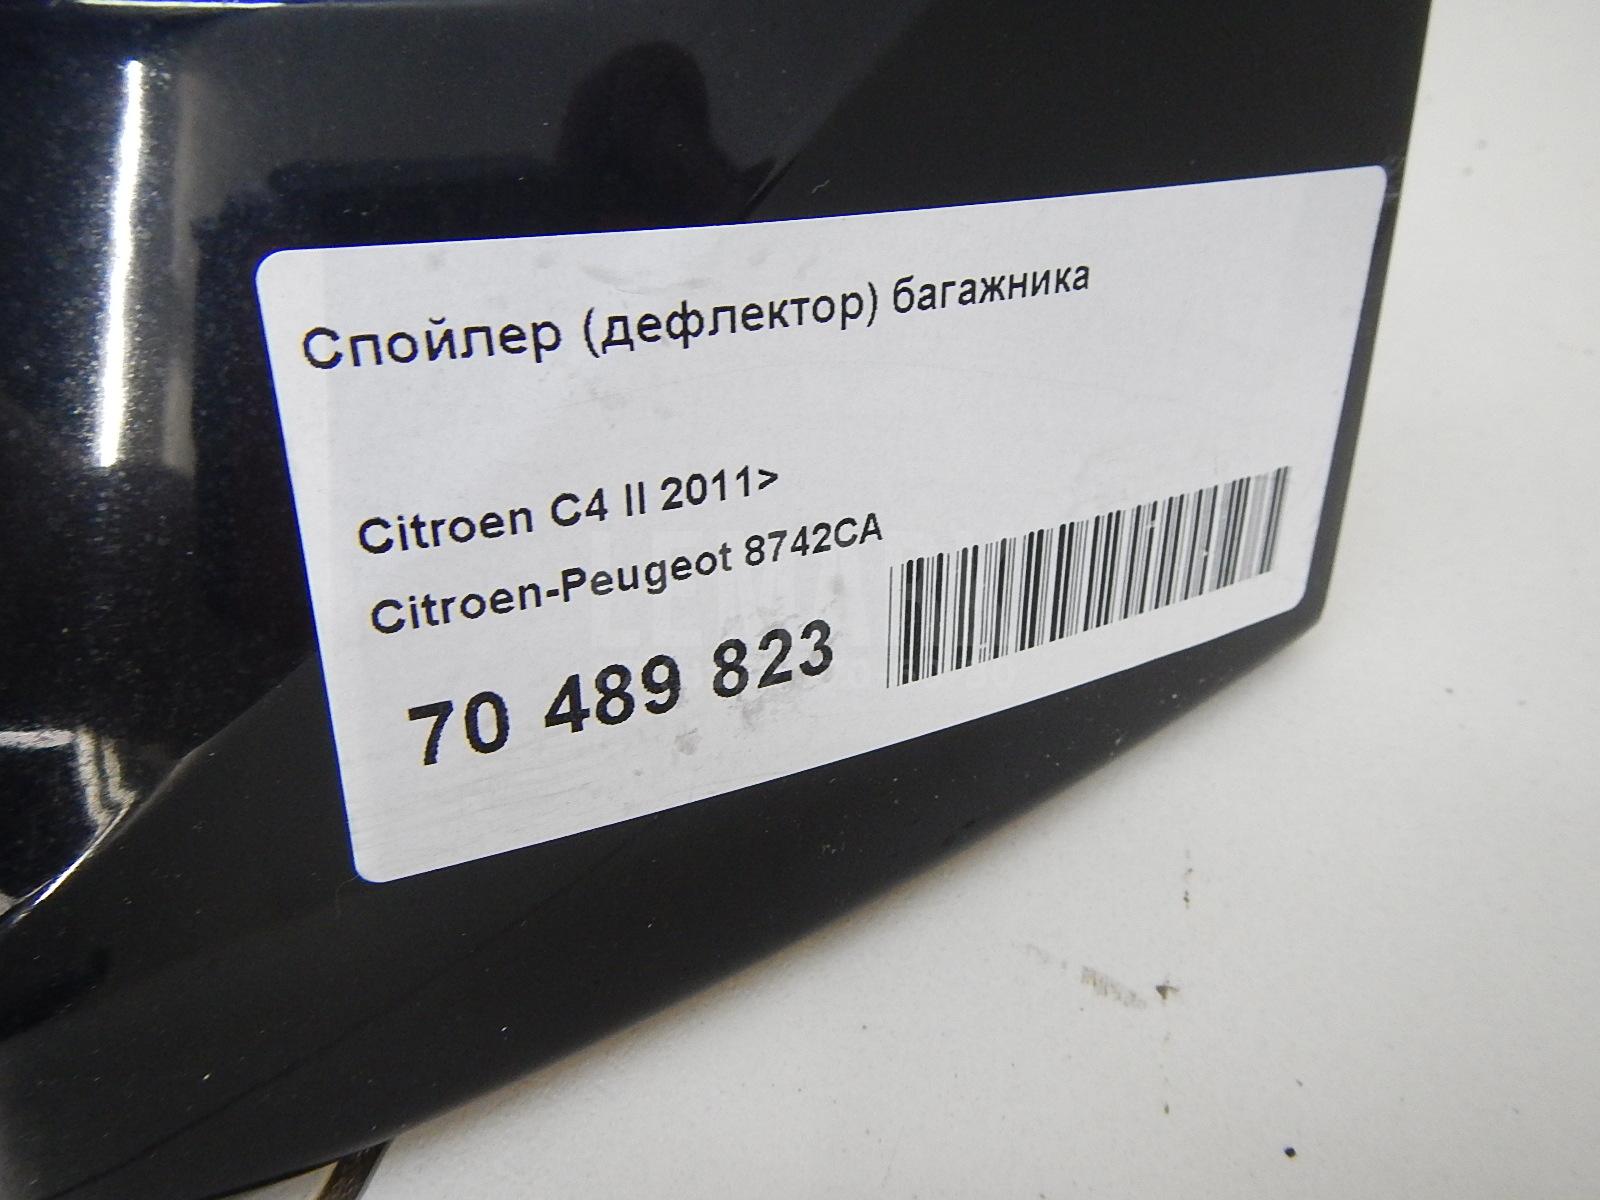 Спойлер (дефлектор) багажника
Citroen C4 II 2011>
Citroen-Peugeot 8742CA
70 489 823